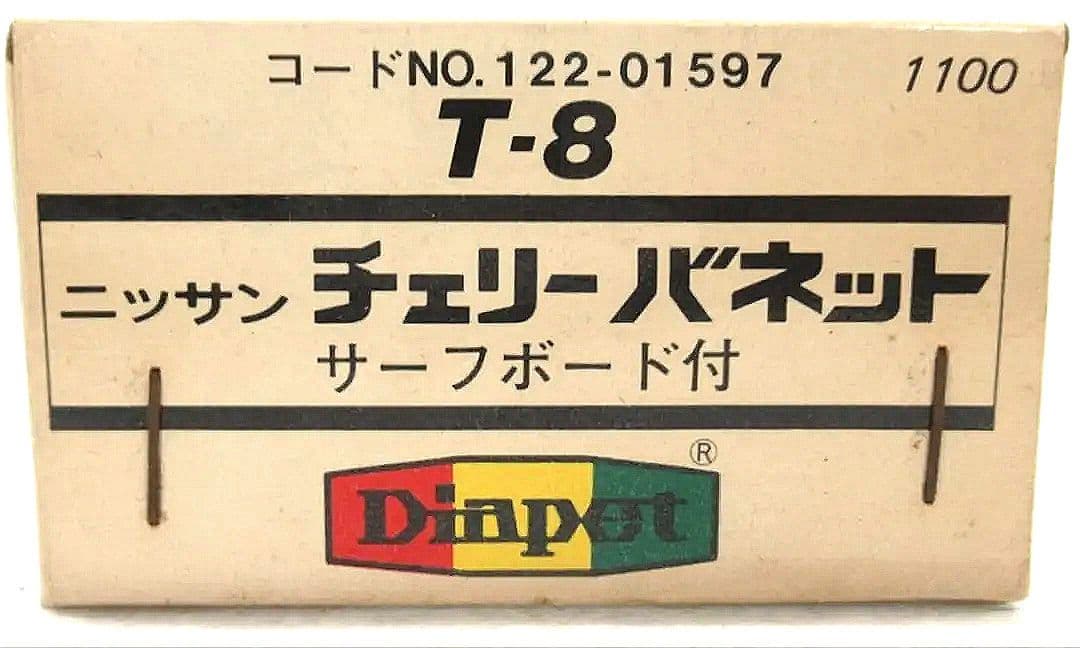 コードNO.122-01597 1100
T-8
ニッサン チェリーバネット
サーフボード付
Diapet ®